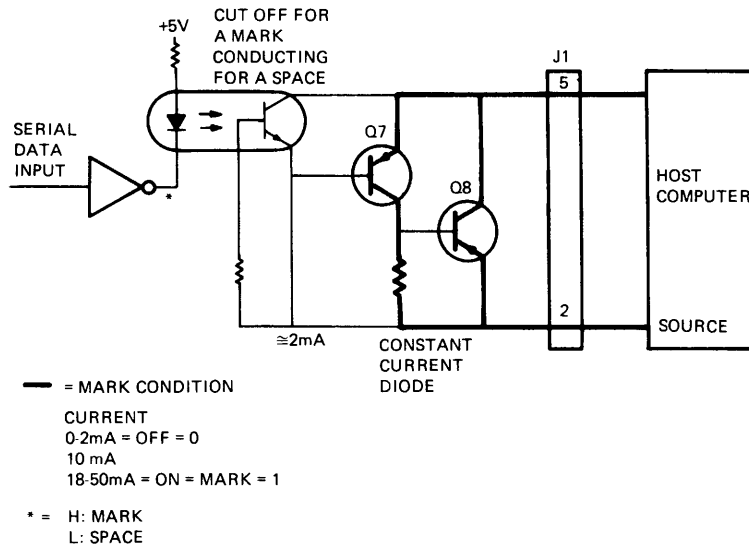 CUT OFF FOR
A MARK
CONDUCTING
FOR A SPACE
+5V
J1
5
Q7
SERIAL
DATA
INPUT
*
Q8
HOST
COMPUTER
2
SOURCE
≅2mA
CONSTANT
CURRENT
DIODE
= MARK CONDITION
CURRENT
0-2mA = OFF = 0
10 mA
18-50mA = ON = MARK = 1
* = H: MARK
L: SPACE